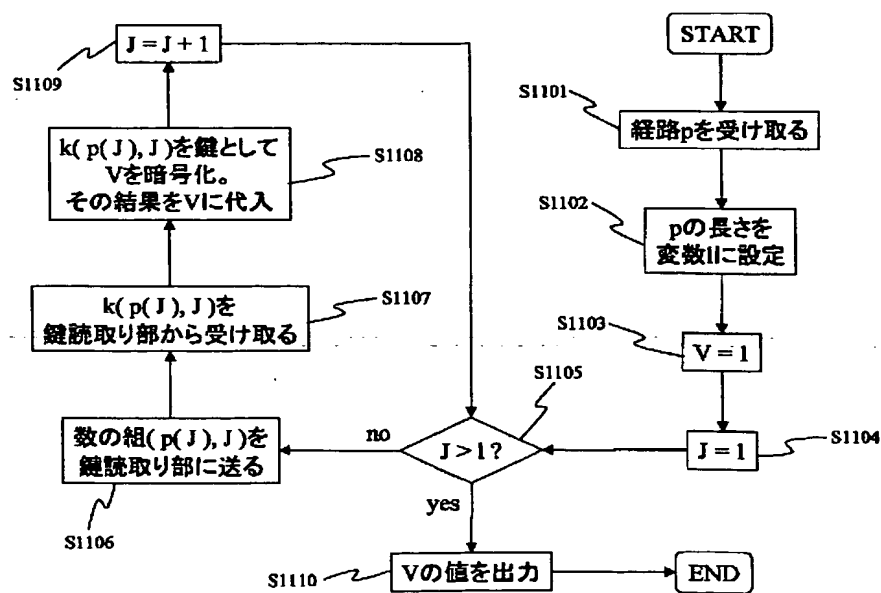 START
S1101
経路pを受け取る
S1102
pの長さを
変数llに設定
S1103
V = 1
J = 1
S1104
S1105
J > l ?
no
yes
数の組( p( J ), J )を
鍵読取り部に送る
S1106
k( p( J ), J )を
鍵読取り部から受け取る
S1107
k( p( J ), J )を鍵として
Vを暗号化。
その結果をVに代入
S1108
J = J + 1
S1109
Vの値を出力
S1110
END